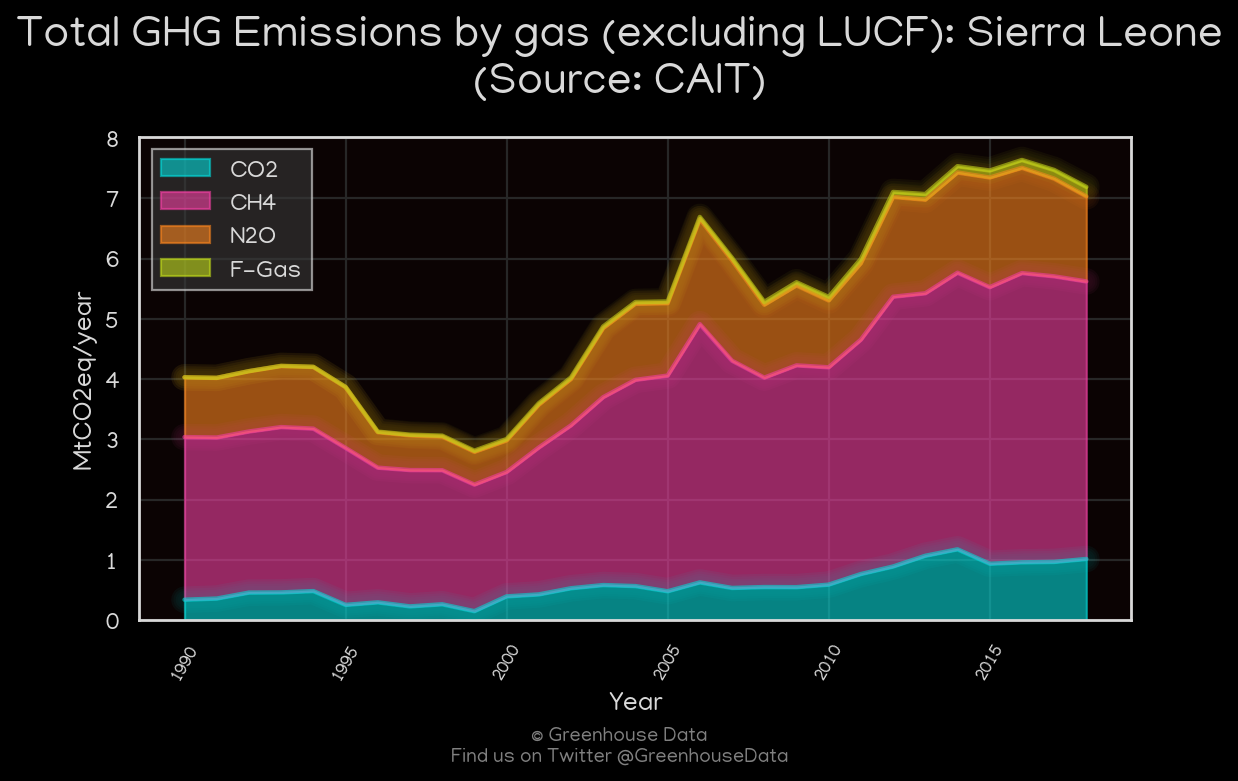 Total GHG Emissions by gas (excluding LUCF): Sierra Leone
(Source: CAIT)
8
7
6
5
4
3
2
1
0
MtCO2eq/year
CO2
CH4
N2O
F-Gas
1990
1995
2000
2005
2010
2015
Year
© Greenhouse Data
Find us on Twitter @GreenhouseData